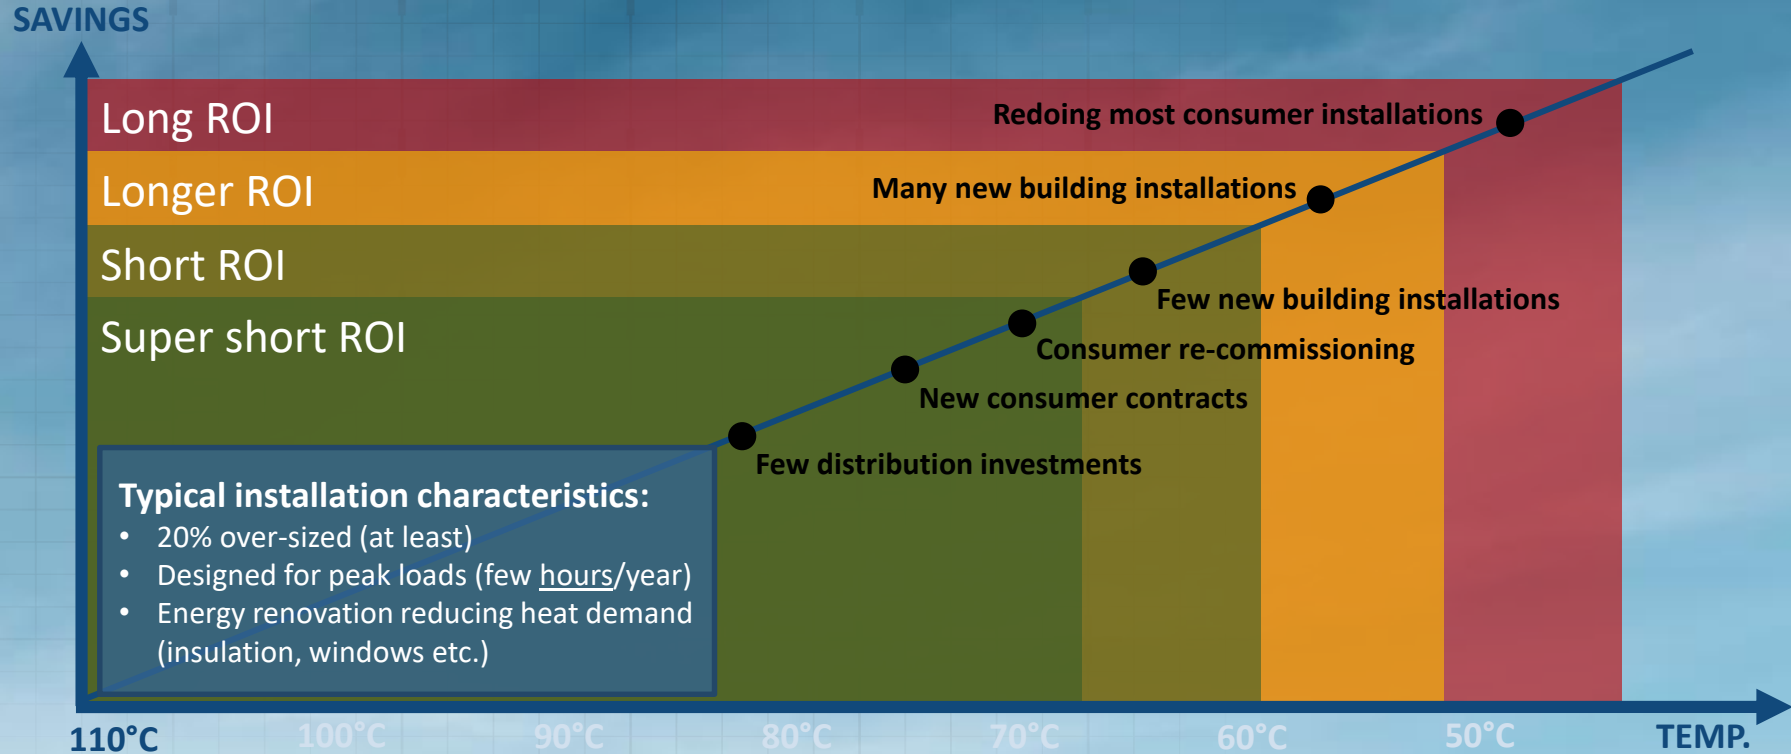 SAVINGS
Long ROI
Redoing most consumer installations
Longer ROI
Many new building installations
Short ROI
Few new building installations
Super short ROI
Consumer re-commissioning
New consumer contracts
Few distribution investments
Typical installation characteristics:
• 20% over-sized (at least)
• Designed for peak loads (few hours/year)
• Energy renovation reducing heat demand
(insulation, windows etc.)
110°C 100°C 90°C 80°C 70°C 60°C 50°C TEMP.